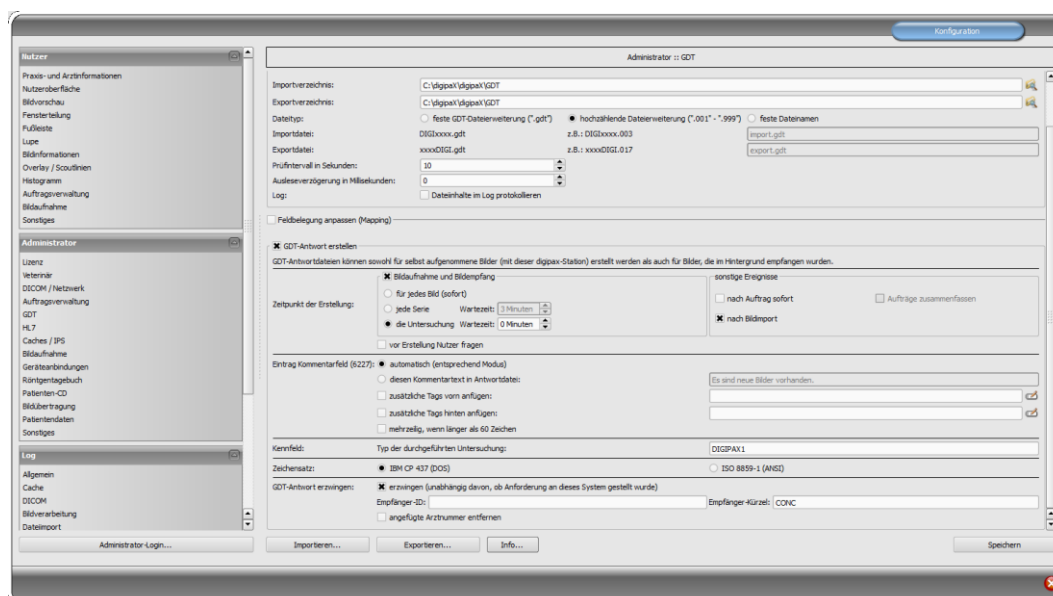 Konfiguration
Nutzer
Praxis- und Arztinformationen
Nutzeroberfläche
Bildvorschau
Fensterteilung
Fußleiste
Lupe
Bildinformationen
Overlay / Scoutlinien
Histogramm
Auftragsverwaltung
Bildaufnahme
Sonstiges
Administrator
Lizenz
Veterinär
DICOM / Netzwerk
Auftragsverwaltung
GDT
HL7
Caches / IPS
Bildaufnahme
Geräteanbindungen
Röntgentagebuch
Patienten-CD
Bildübertragung
Patientendaten
Sonstiges
Log
Allgemein
Cache
DICOM
Bildverarbeitung
Dateiimport
Administrator-Login...
Administrator :: GDT
Importverzeichnis: C:\digipaX\digipaX\GDT
Exportverzeichnis: C:\digipaX\digipaX\GDT
Dateityp: feste GDT-Dateierweiterung (".gdt") hochzählende Dateierweiterung (".001" - ".999") feste Dateinamen
Importdatei: DIGIxxxx.gdt z.B.: DIGIxxxx.003 import.gdt
Exportdatei: xxxxDIGI.gdt z.B.: xxxxDIGI.017 export.gdt
Prüfintervall in Sekunden: 10
Ausleseverzögerung in Millisekunden: 0
Log: Dateiinhalte im Log protokollieren
Feldbelegung anpassen (Mapping)
GDT-Antwort erstellen
GDT-Antwortdateien können sowohl für selbst aufgenommene Bilder (mit dieser digipax-Station) erstellt werden als auch für Bilder, die im Hintergrund empfangen wurden.
Zeitpunkt der Erstellung:
Bildaufnahme und Bildempfang
für jedes Bild (sofort)
jede Serie Wartezeit: 3 Minuten
die Untersuchung Wartezeit: 0 Minuten
sonstige Ereignisse
nach Auftrag sofort Aufträge zusammenfassen
nach Bildimport
vor Erstellung Nutzer fragen
Eintrag Kommentarfeld (6227): automatisch (entsprechend Modus)
diesen Kommentartext in Antwortdatei: Es sind neue Bilder vorhanden.
zusätzliche Tags vorn anfügen:
zusätzliche Tags hinten anfügen:
mehrzeilig, wenn länger als 60 Zeichen
Kennfeld: Typ der durchgeführten Untersuchung: DIGIPAX1
Zeichensatz: IBM CP 437 (DOS) ISO 8859-1 (ANSI)
GDT-Antwort erzwingen: erzwingen (unabhängig davon, ob Anforderung an dieses System gestellt wurde)
Empfänger-ID: Empfänger-Kürzel: CONC
angefügte Arztnummer entfernen
Importieren... Exportieren... Info... Speichern